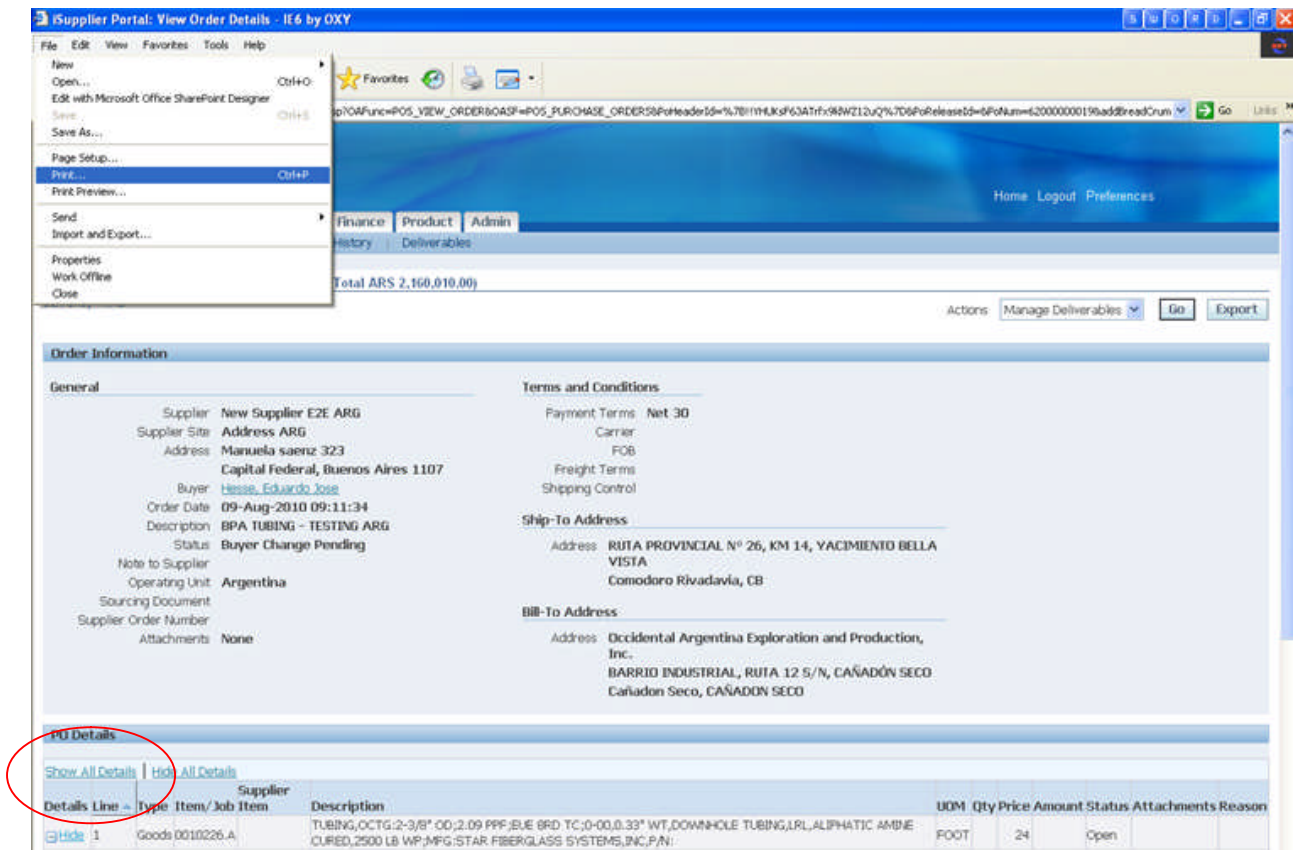 iSupplier Portal: View Order Details - IE6 by OXY
S W O R D
File Edit View Favorites Tools Help
New
Open... Ctrl+O
Edit with Microsoft Office SharePoint Designer
Save Ctrl+S
Save As...
Page Setup...
Print... Ctrl+P
Print Preview...
Send
Import and Export...
Properties
Work Offline
Close
Favorites
Go Links
Home Logout Preferences
Finance Product Admin
History | Deliverables
Total ARS 2,160,010.00)
Actions Manage Deliverables Go Export
Order Information
General
Supplier New Supplier E2E ARG
Supplier Site Address ARG
Address Manuela saenz 323
Capital Federal, Buenos Aires 1107
Buyer Hesse, Eduardo Jose
Order Date 09-Aug-2010 09:11:34
Description BPA TUBING - TESTING ARG
Status Buyer Change Pending
Note to Supplier
Operating Unit Argentina
Sourcing Document
Supplier Order Number
Attachments None
Terms and Conditions
Payment Terms Net 30
Carrier
FOB
Freight Terms
Shipping Control
Ship-To Address
Address RUTA PROVINCIAL Nº 26, KM 14, YACIMIENTO BELLA
VISTA
Comodoro Rivadavia, CB
Bill-To Address
Address Occidental Argentina Exploration and Production,
Inc.
BARRIO INDUSTRIAL, RUTA 12 S/N, CAÑADÓN SECO
Cañadon Seco, CAÑADON SECO
PO Details
Show All Details | Hide All Details
Details Line Type Item/Job Supplier Item Description UOM Qty Price Amount Status Attachments Reason
Hide 1 Goods 0010226.A TUBING,OCTG:2-3/8" OD;2.09 PPF;EUE 8RD TC;0-00,0.33" WT,DOWNHOLE TUBING,LRL,ALIPHATIC AMINE FOOT 24 Open
CURED,2500 LB WP;MFG:STAR FIBERGLASS SYSTEMS,INC,P/N: